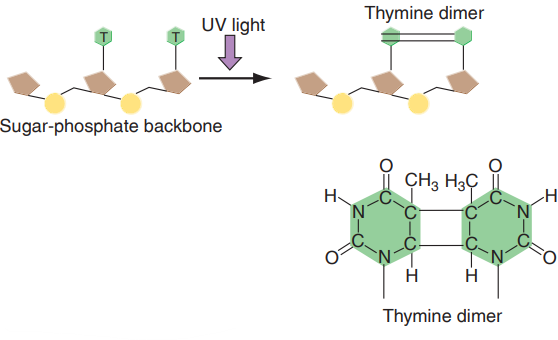 UV light
Thymine dimer
T T
Sugar-phosphate backbone
O O
CH3 H3C
H C C H
N C C N
C C C C
O N N O
H H
Thymine dimer